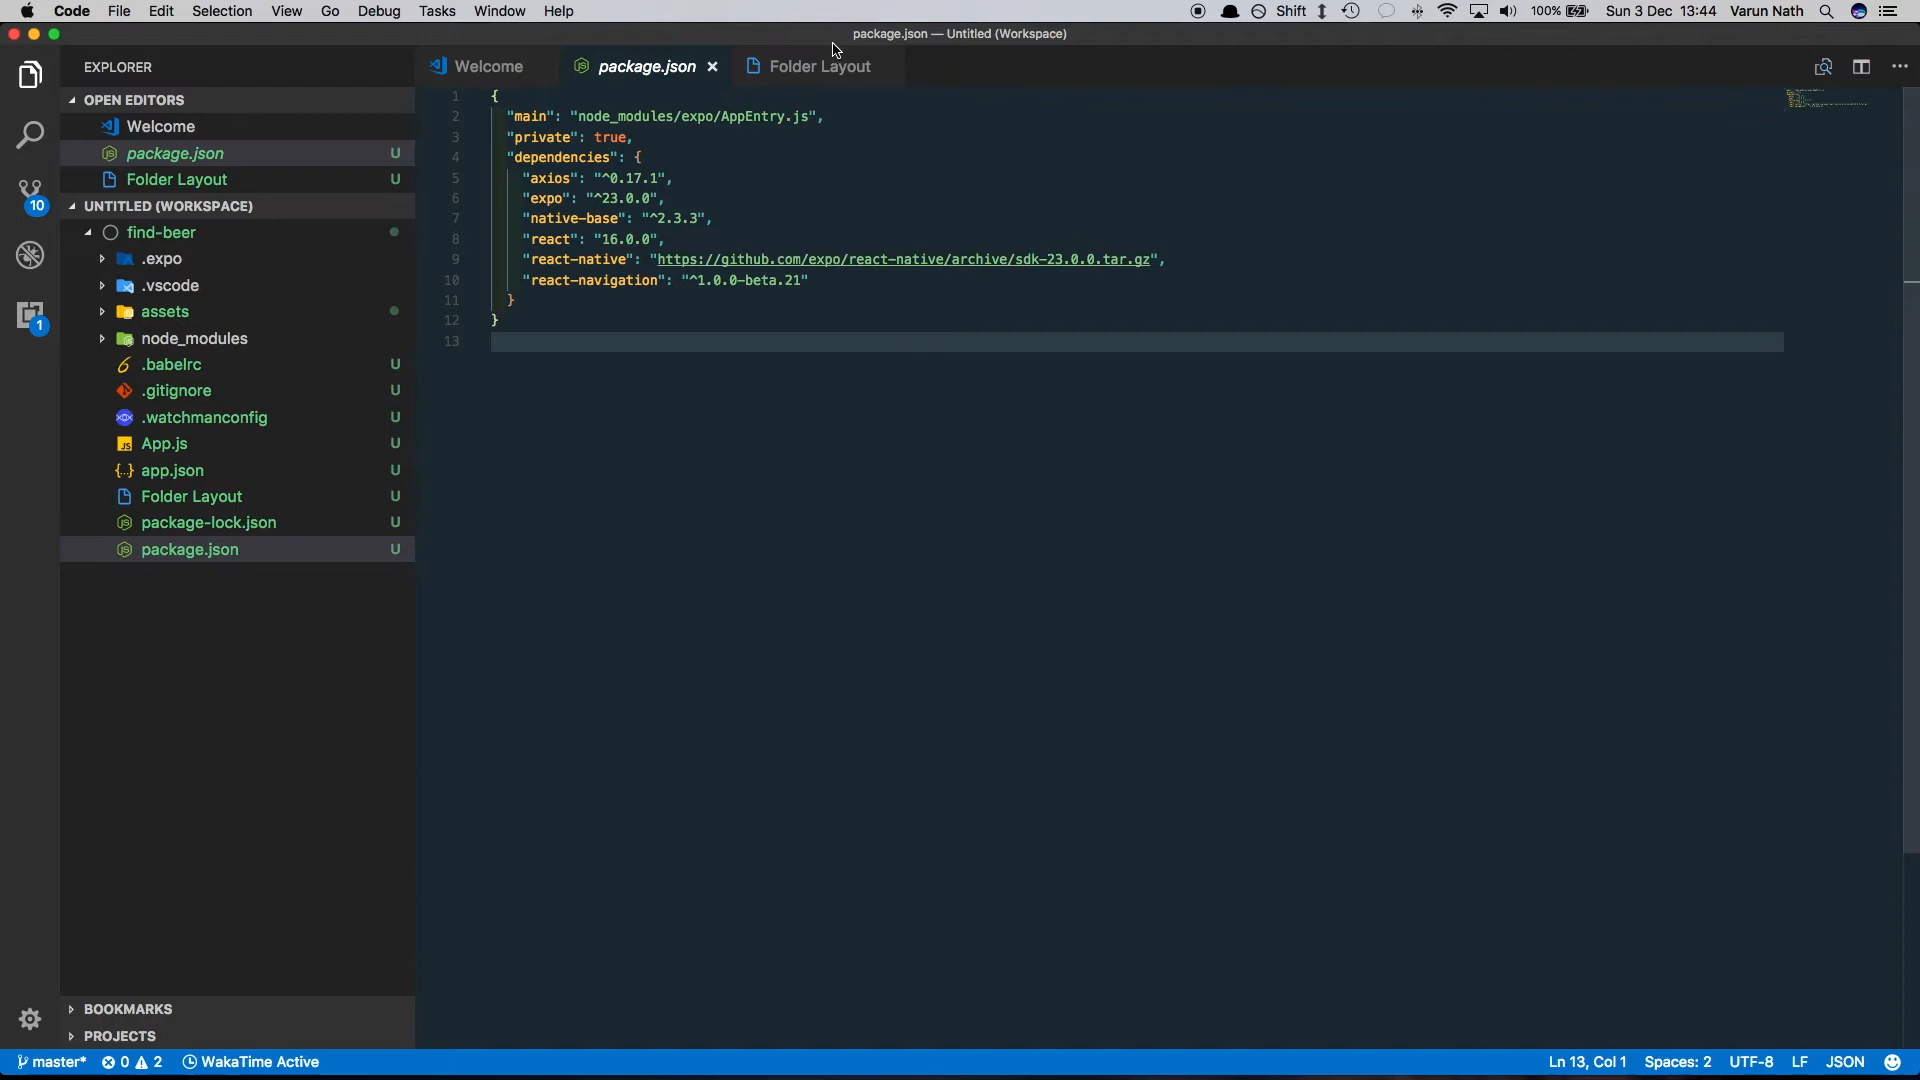 Code File Edit Selection View Go Debug Tasks Window Help Shift 100% Sun 3 Dec 13:44 Varun Nath
package.json — Untitled (Workspace)
EXPLORER
OPEN EDITORS
Welcome
package.json U
Folder Layout U
UNTITLED (WORKSPACE)
find-beer
.expo
.vscode
assets
node_modules
.babelrc U
.gitignore U
.watchmanconfig U
App.js U
app.json U
Folder Layout U
package-lock.json U
package.json U
BOOKMARKS
PROJECTS
10
1
Welcome package.json Folder Layout
1 {
2 "main": "node_modules/expo/AppEntry.js",
3 "private": true,
4 "dependencies": {
5 "axios": "^0.17.1",
6 "expo": "^23.0.0",
7 "native-base": "^2.3.3",
8 "react": "16.0.0",
9 "react-native": "https://github.com/expo/react-native/archive/sdk-23.0.0.tar.gz",
10 "react-navigation": "^1.0.0-beta.21"
11 }
12 }
13
master* 0 2 WakaTime Active Ln 13, Col 1 Spaces: 2 UTF-8 LF JSON